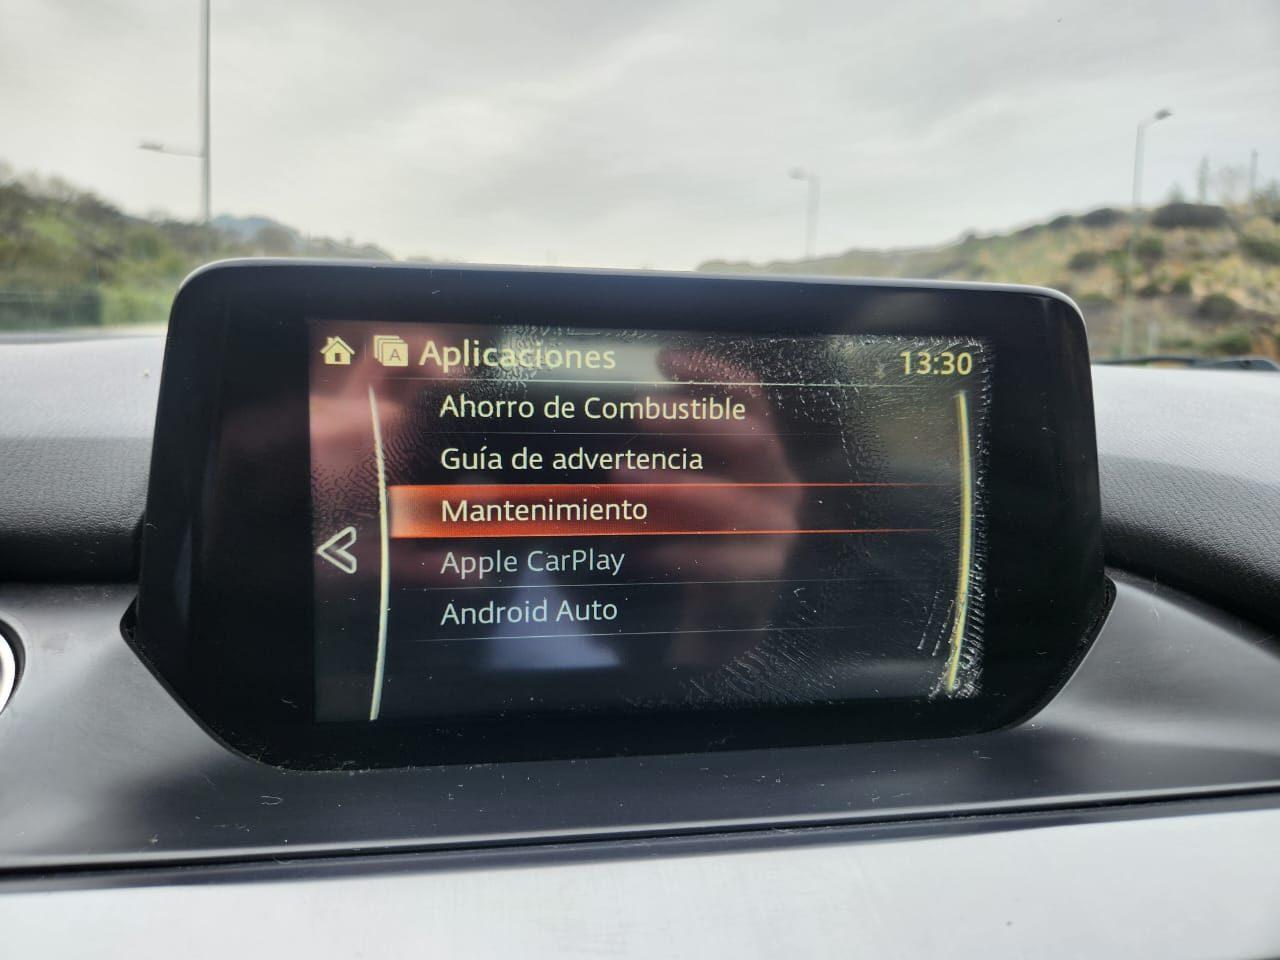 A Aplicaciones 13:30
Ahorro de Combustible
Guía de advertencia
Mantenimiento
Apple CarPlay
Android Auto